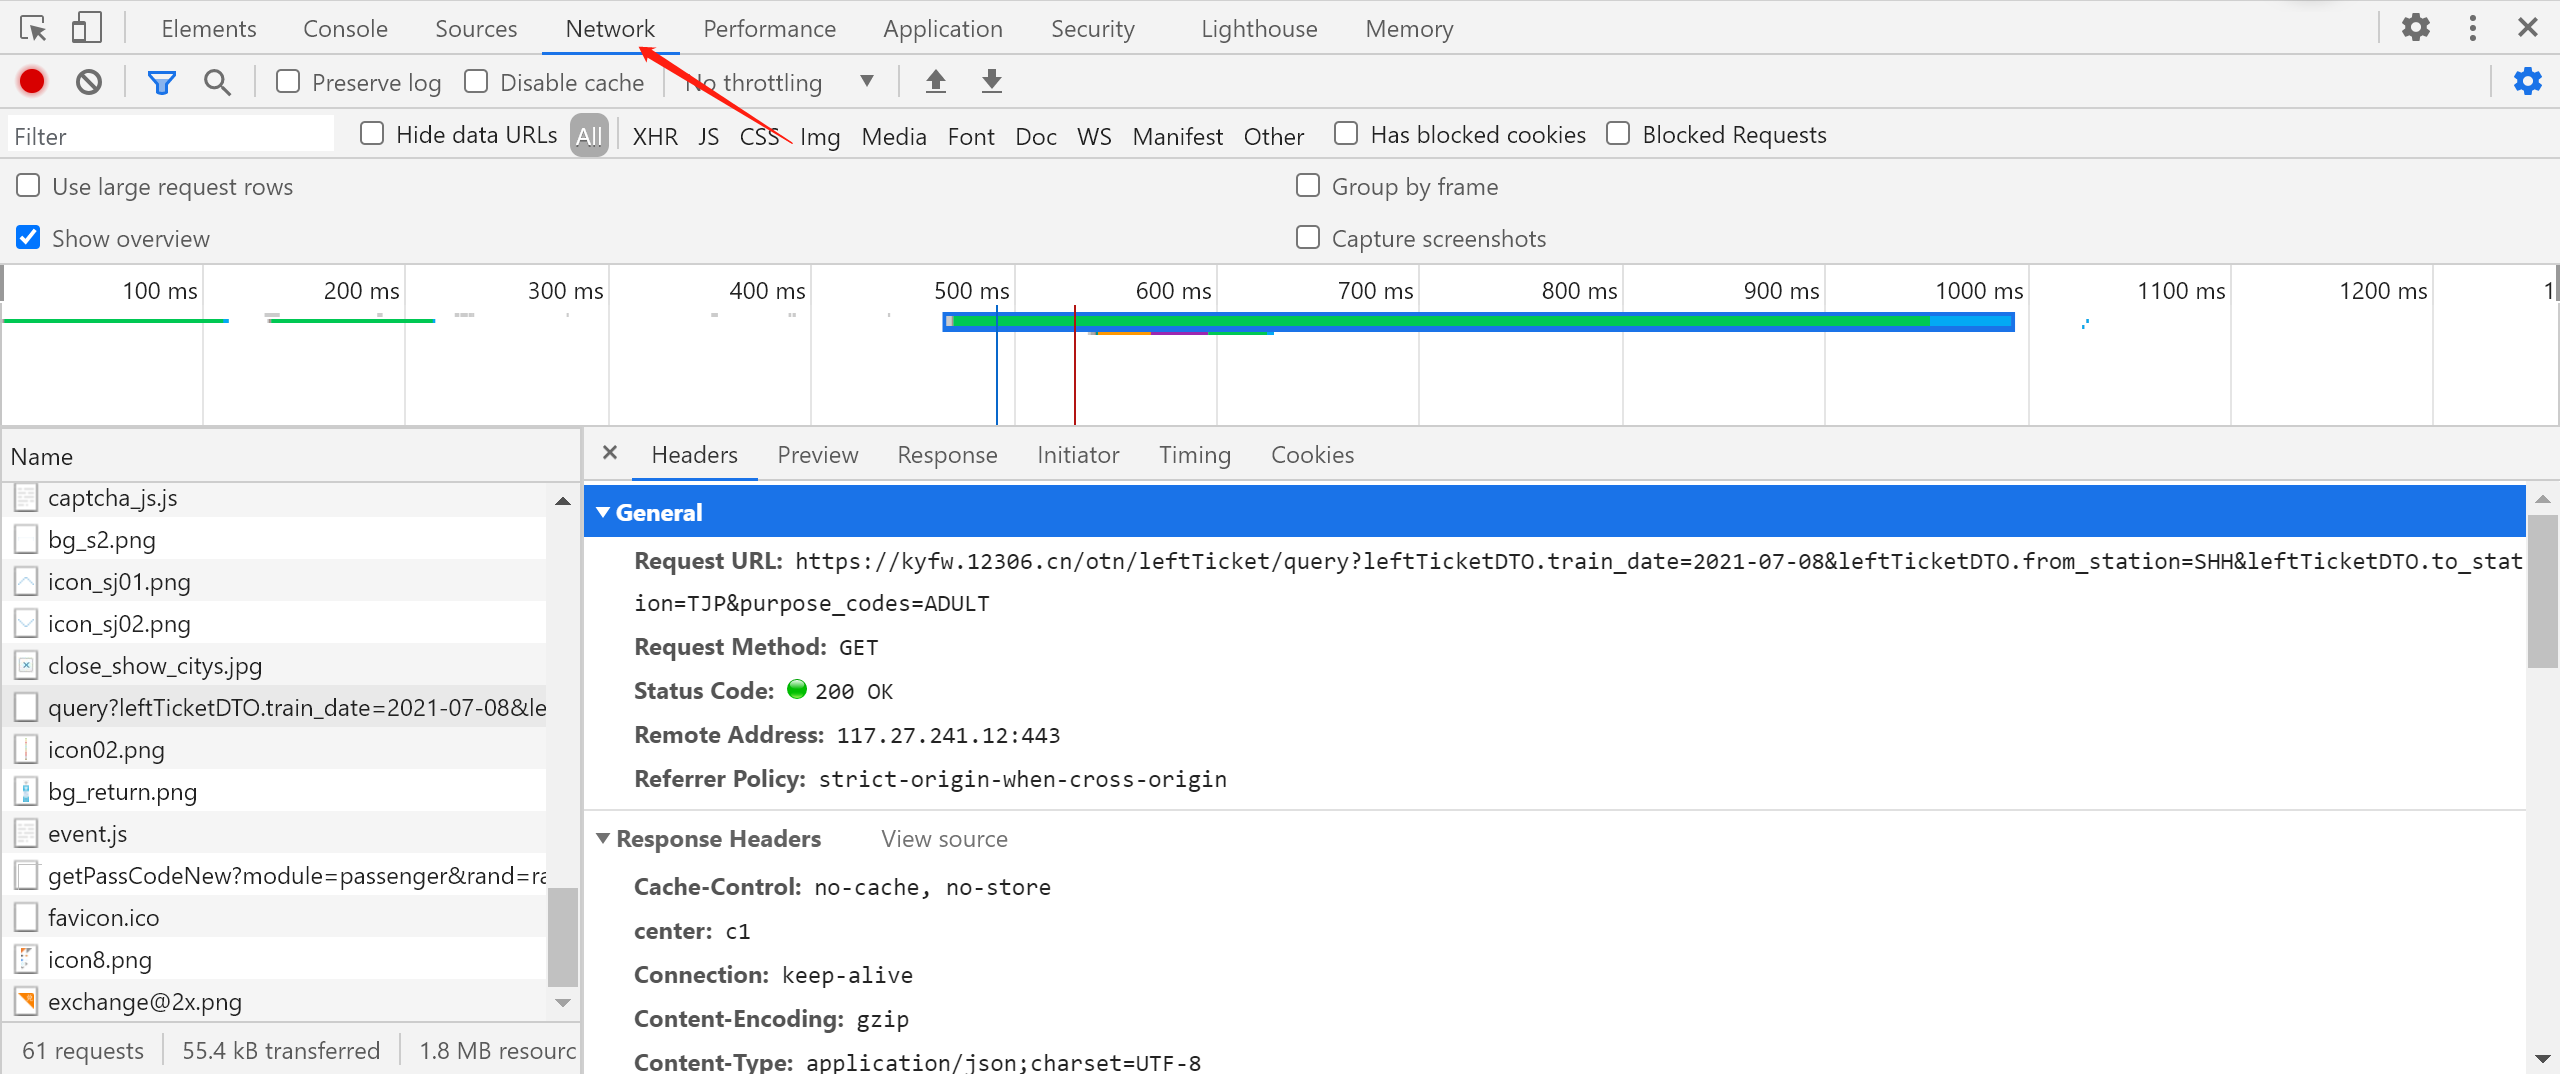 Elements Console Sources Network Performance Application Security Lighthouse Memory
Preserve log Disable cache No throttling
Filter Hide data URLs All XHR JS CSS Img Media Font Doc WS Manifest Other Has blocked cookies Blocked Requests
Use large request rows Group by frame
Show overview Capture screenshots
100 ms 200 ms 300 ms 400 ms 500 ms 600 ms 700 ms 800 ms 900 ms 1000 ms 1100 ms 1200 ms 1
Name
captcha_js.js
bg_s2.png
icon_sj01.png
icon_sj02.png
close_show_citys.jpg
query?leftTicketDTO.train_date=2021-07-08&le
icon02.png
bg_return.png
event.js
getPassCodeNew?module=passenger&rand=ra
favicon.ico
icon8.png
exchange@2x.png
61 requests 55.4 kB transferred 1.8 MB resourc
Headers Preview Response Initiator Timing Cookies
General
Request URL: https://kyfw.12306.cn/otn/leftTicket/query?leftTicketDTO.train_date=2021-07-08&leftTicketDTO.from_station=SHH&leftTicketDTO.to_stat
ion=TJP&purpose_codes=ADULT
Request Method: GET
Status Code: 200 OK
Remote Address: 117.27.241.12:443
Referrer Policy: strict-origin-when-cross-origin
Response Headers View source
Cache-Control: no-cache, no-store
center: c1
Connection: keep-alive
Content-Encoding: gzip
Content-Type: application/json;charset=UTF-8